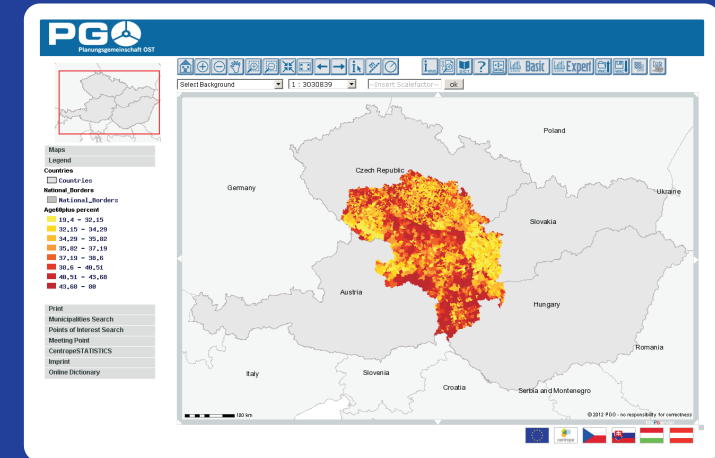 PGO
Planungsgemeinschaft OST
Basic
Expert
Select Background
1 : 3030839
--Insert Scalefactor--
ok
Maps
Legend
Countries
Countries
National_Borders
National_Borders
Age60plus percent
19,4 - 32,15
32,15 - 34,29
34,29 - 35,82
35,82 - 37,19
37,19 - 38,6
38,6 - 40,51
40,51 - 43,68
43,68 - 80
Print
Municipalities Search
Points of Interest Search
Meeting Point
CentropeSTATISTICS
Imprint
Online Dictionary
Poland
Czech Republic
Germany
Ukraine
Slovakia
Austria
Hungary
Romania
Italy
Slovenia
Croatia
Serbia and Montenegro
100 km
© 2012 PGO - no responsibility for correctness